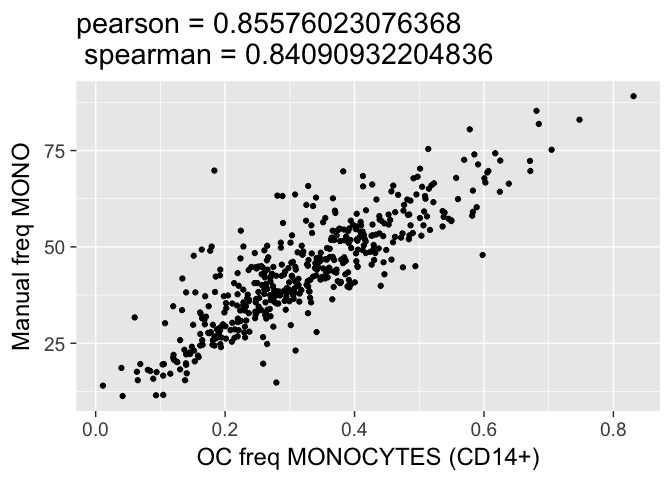 pearson = 0.85576023076368
spearman = 0.84090932204836
Manual freq MONO
75
50
25
0.0 0.2 0.4 0.6 0.8
OC freq MONOCYTES (CD14+)